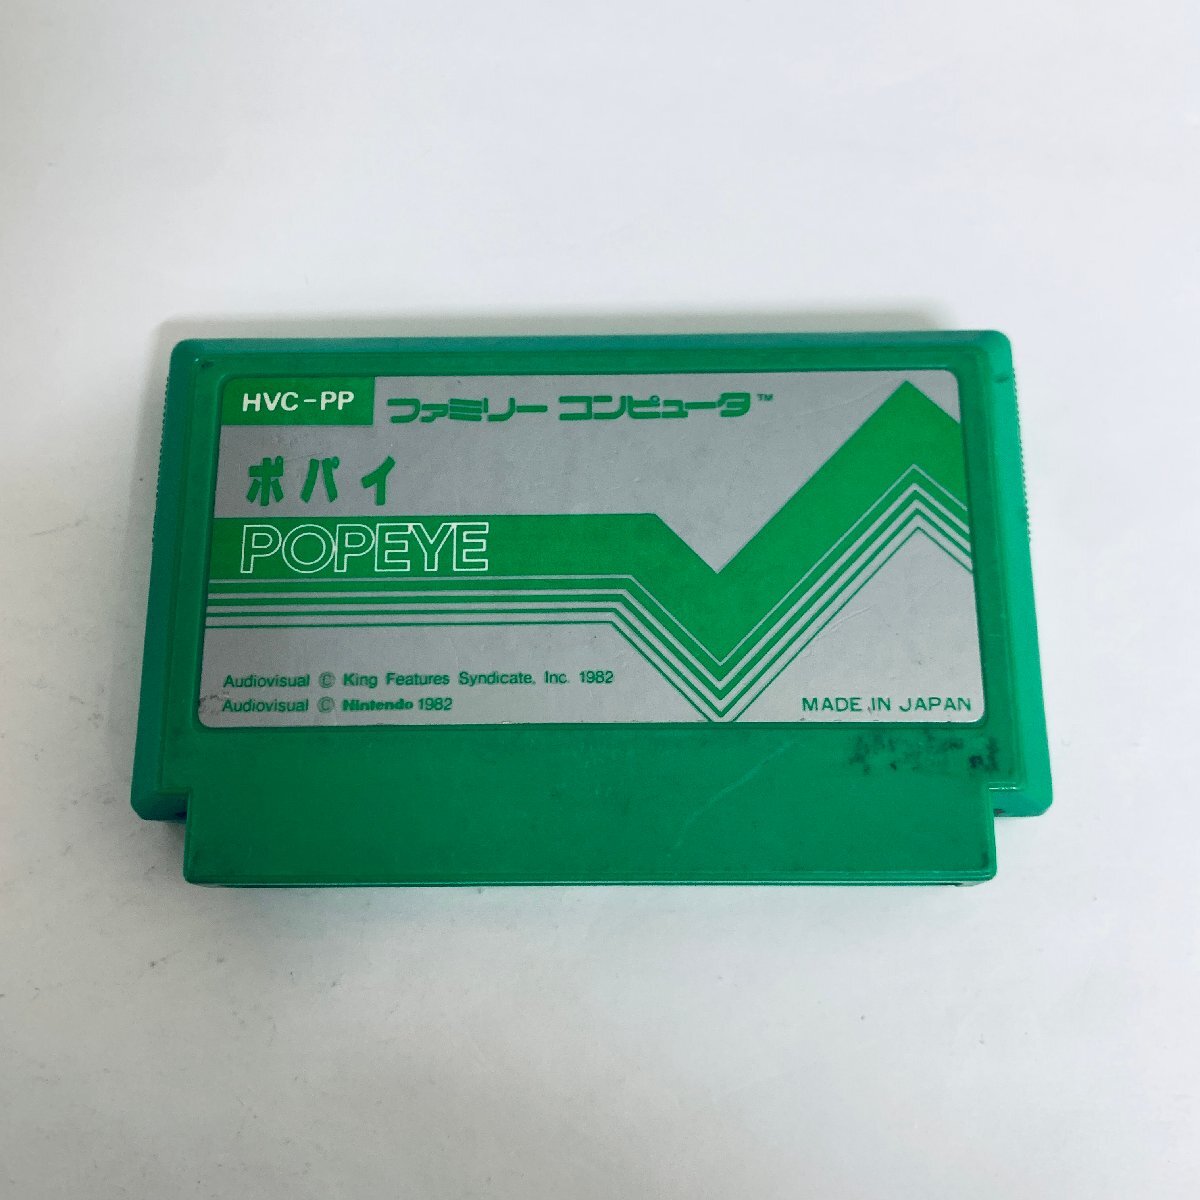 HVC-PP
ファミリー コンピュータ™
ポパイ
POPEYE
Audiovisual © King Features Syndicate, Inc. 1982
Audiovisual © Nintendo 1982
MADE IN JAPAN